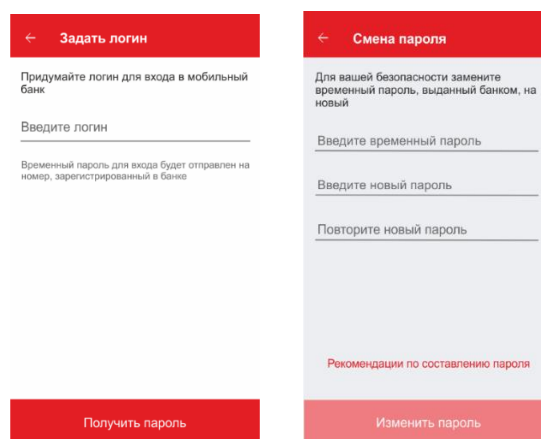 Задать логин
Придумайте логин для входа в мобильный
банк
Введите логин
Временный пароль для входа будет отправлен на
номер, зарегистрированный в банке
Получить пароль
Смена пароля
Для вашей безопасности замените
временный пароль, выданный банком, на
новый
Введите временный пароль
Введите новый пароль
Повторите новый пароль
Рекомендации по составлению пароля
Изменить пароль